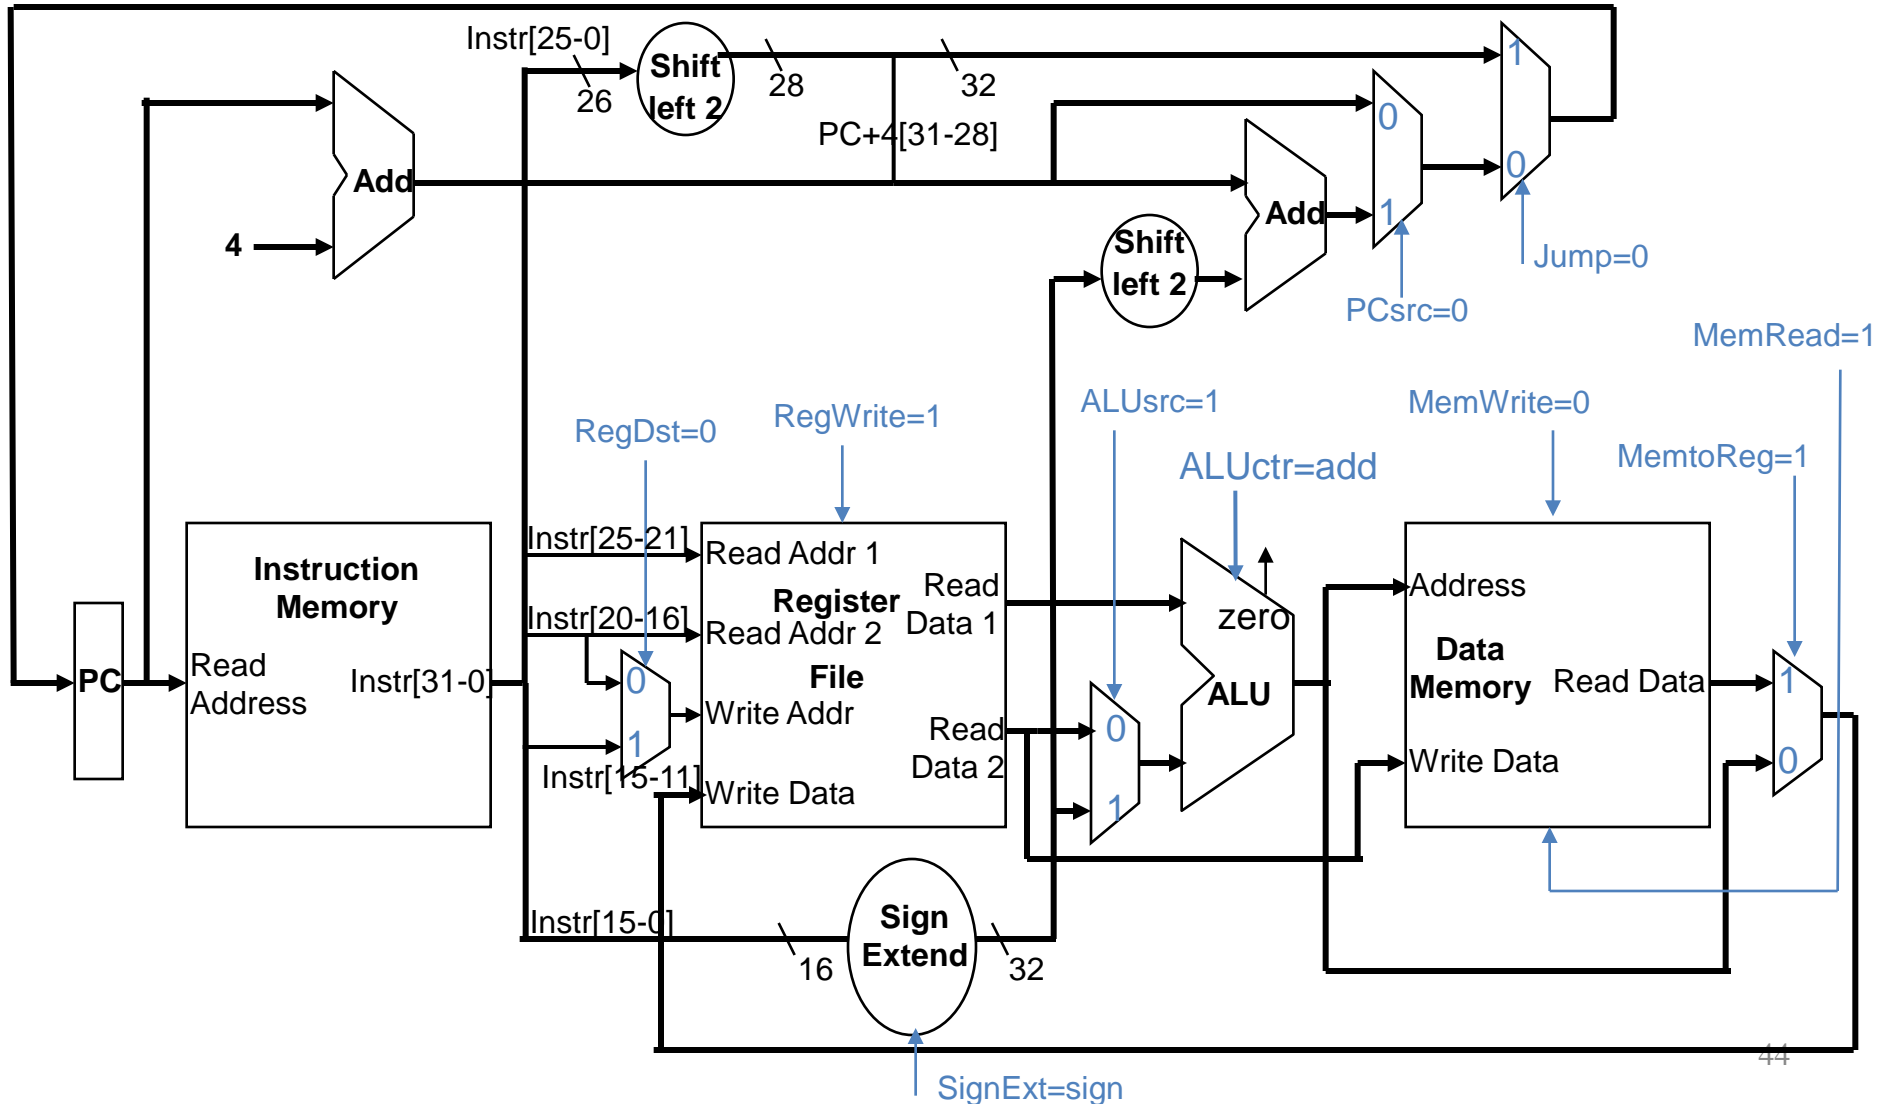 Instr[25-0]
26
Shift
left 2
28
32
PC+4[31-28]
1
0
0
1
Add
4
Add
Shift
left 2
Jump=0
PCsrc=0
MemRead=1
RegDst=0
RegWrite=1
ALUsrc=1
ALUctr=add
MemWrite=0
MemtoReg=1
PC
Instruction
Memory
Read
Address
Instr[31-0]
Instr[25-21]
Instr[20-16]
0
1
Instr[15-11]
Read Addr 1
Register
Read Addr 2
File
Write Addr
Write Data
Read
Data 1
Read
Data 2
0
1
zero
ALU
Address
Data
Memory
Read Data
Write Data
1
0
Instr[15-0]
16
Sign
Extend
32
SignExt=sign
44